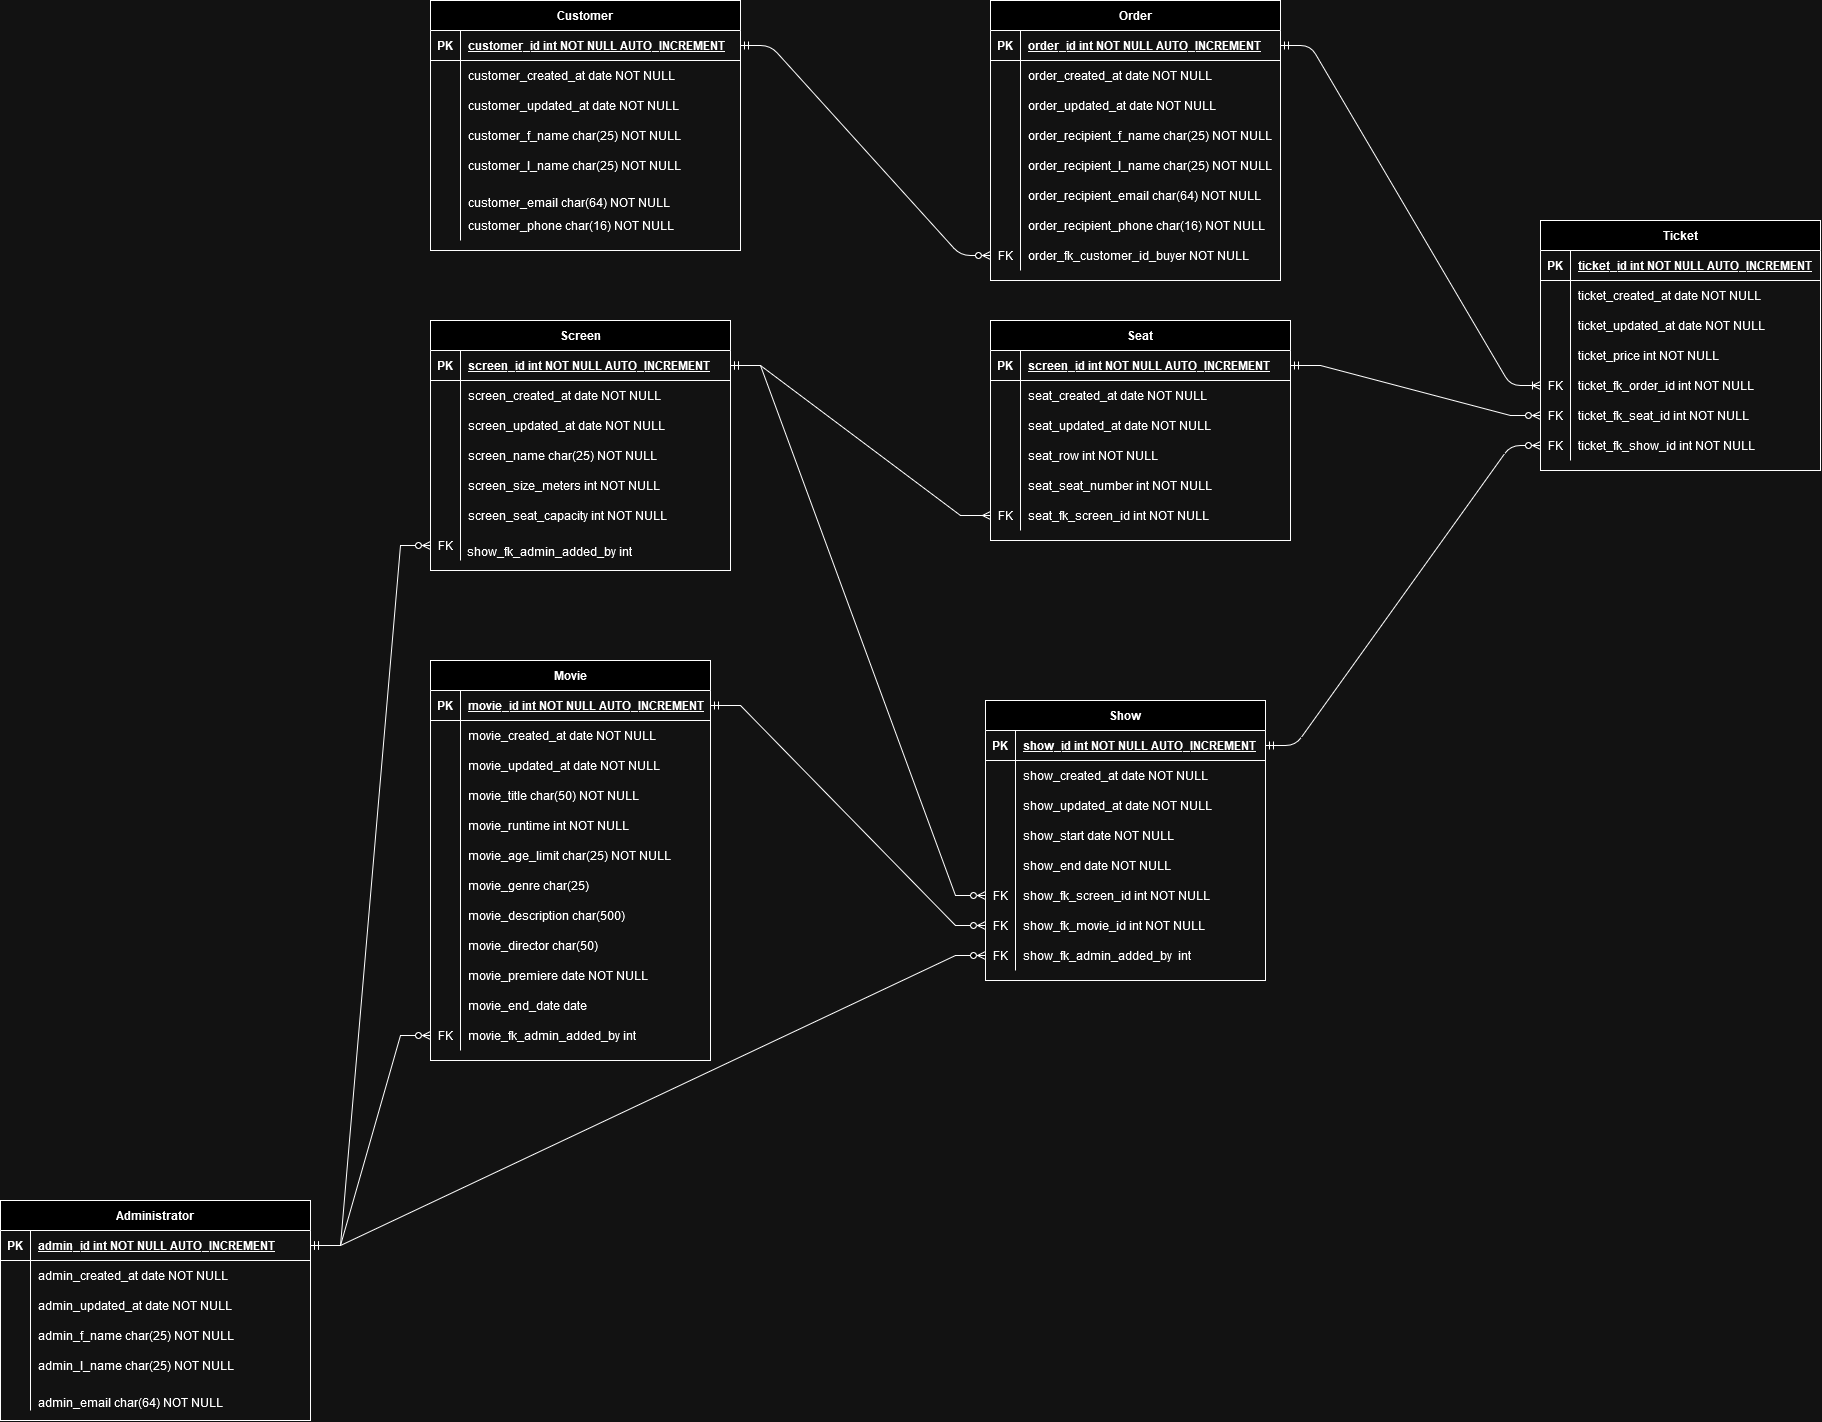 Customer
PK customer_id int NOT NULL AUTO_INCREMENT
customer_created_at date NOT NULL
customer_updated_at date NOT NULL
customer_f_name char(25) NOT NULL
customer_l_name char(25) NOT NULL
customer_email char(64) NOT NULL
customer_phone char(16) NOT NULL
Order
PK order_id int NOT NULL AUTO_INCREMENT
order_created_at date NOT NULL
order_updated_at date NOT NULL
order_recipient_f_name char(25) NOT NULL
order_recipient_l_name char(25) NOT NULL
order_recipient_email char(64) NOT NULL
order_recipient_phone char(16) NOT NULL
FK order_fk_customer_id_buyer NOT NULL
Ticket
PK ticket_id int NOT NULL AUTO_INCREMENT
ticket_created_at date NOT NULL
ticket_updated_at date NOT NULL
ticket_price int NOT NULL
FK ticket_fk_order_id int NOT NULL
FK ticket_fk_seat_id int NOT NULL
FK ticket_fk_show_id int NOT NULL
Screen
PK screen_id int NOT NULL AUTO_INCREMENT
screen_created_at date NOT NULL
screen_updated_at date NOT NULL
screen_name char(25) NOT NULL
screen_size_meters int NOT NULL
screen_seat_capacity int NOT NULL
FK show_fk_admin_added_by int
Seat
PK screen_id int NOT NULL AUTO_INCREMENT
seat_created_at date NOT NULL
seat_updated_at date NOT NULL
seat_row int NOT NULL
seat_seat_number int NOT NULL
FK seat_fk_screen_id int NOT NULL
Movie
PK movie_id int NOT NULL AUTO_INCREMENT
movie_created_at date NOT NULL
movie_updated_at date NOT NULL
movie_title char(50) NOT NULL
movie_runtime int NOT NULL
movie_age_limit char(25) NOT NULL
movie_genre char(25)
movie_description char(500)
movie_director char(50)
movie_premiere date NOT NULL
movie_end_date date
FK movie_fk_admin_added_by int
Show
PK show_id int NOT NULL AUTO_INCREMENT
show_created_at date NOT NULL
show_updated_at date NOT NULL
show_start date NOT NULL
show_end date NOT NULL
FK show_fk_screen_id int NOT NULL
FK show_fk_movie_id int NOT NULL
FK show_fk_admin_added_by int
Administrator
PK admin_id int NOT NULL AUTO_INCREMENT
admin_created_at date NOT NULL
admin_updated_at date NOT NULL
admin_f_name char(25) NOT NULL
admin_l_name char(25) NOT NULL
admin_email char(64) NOT NULL